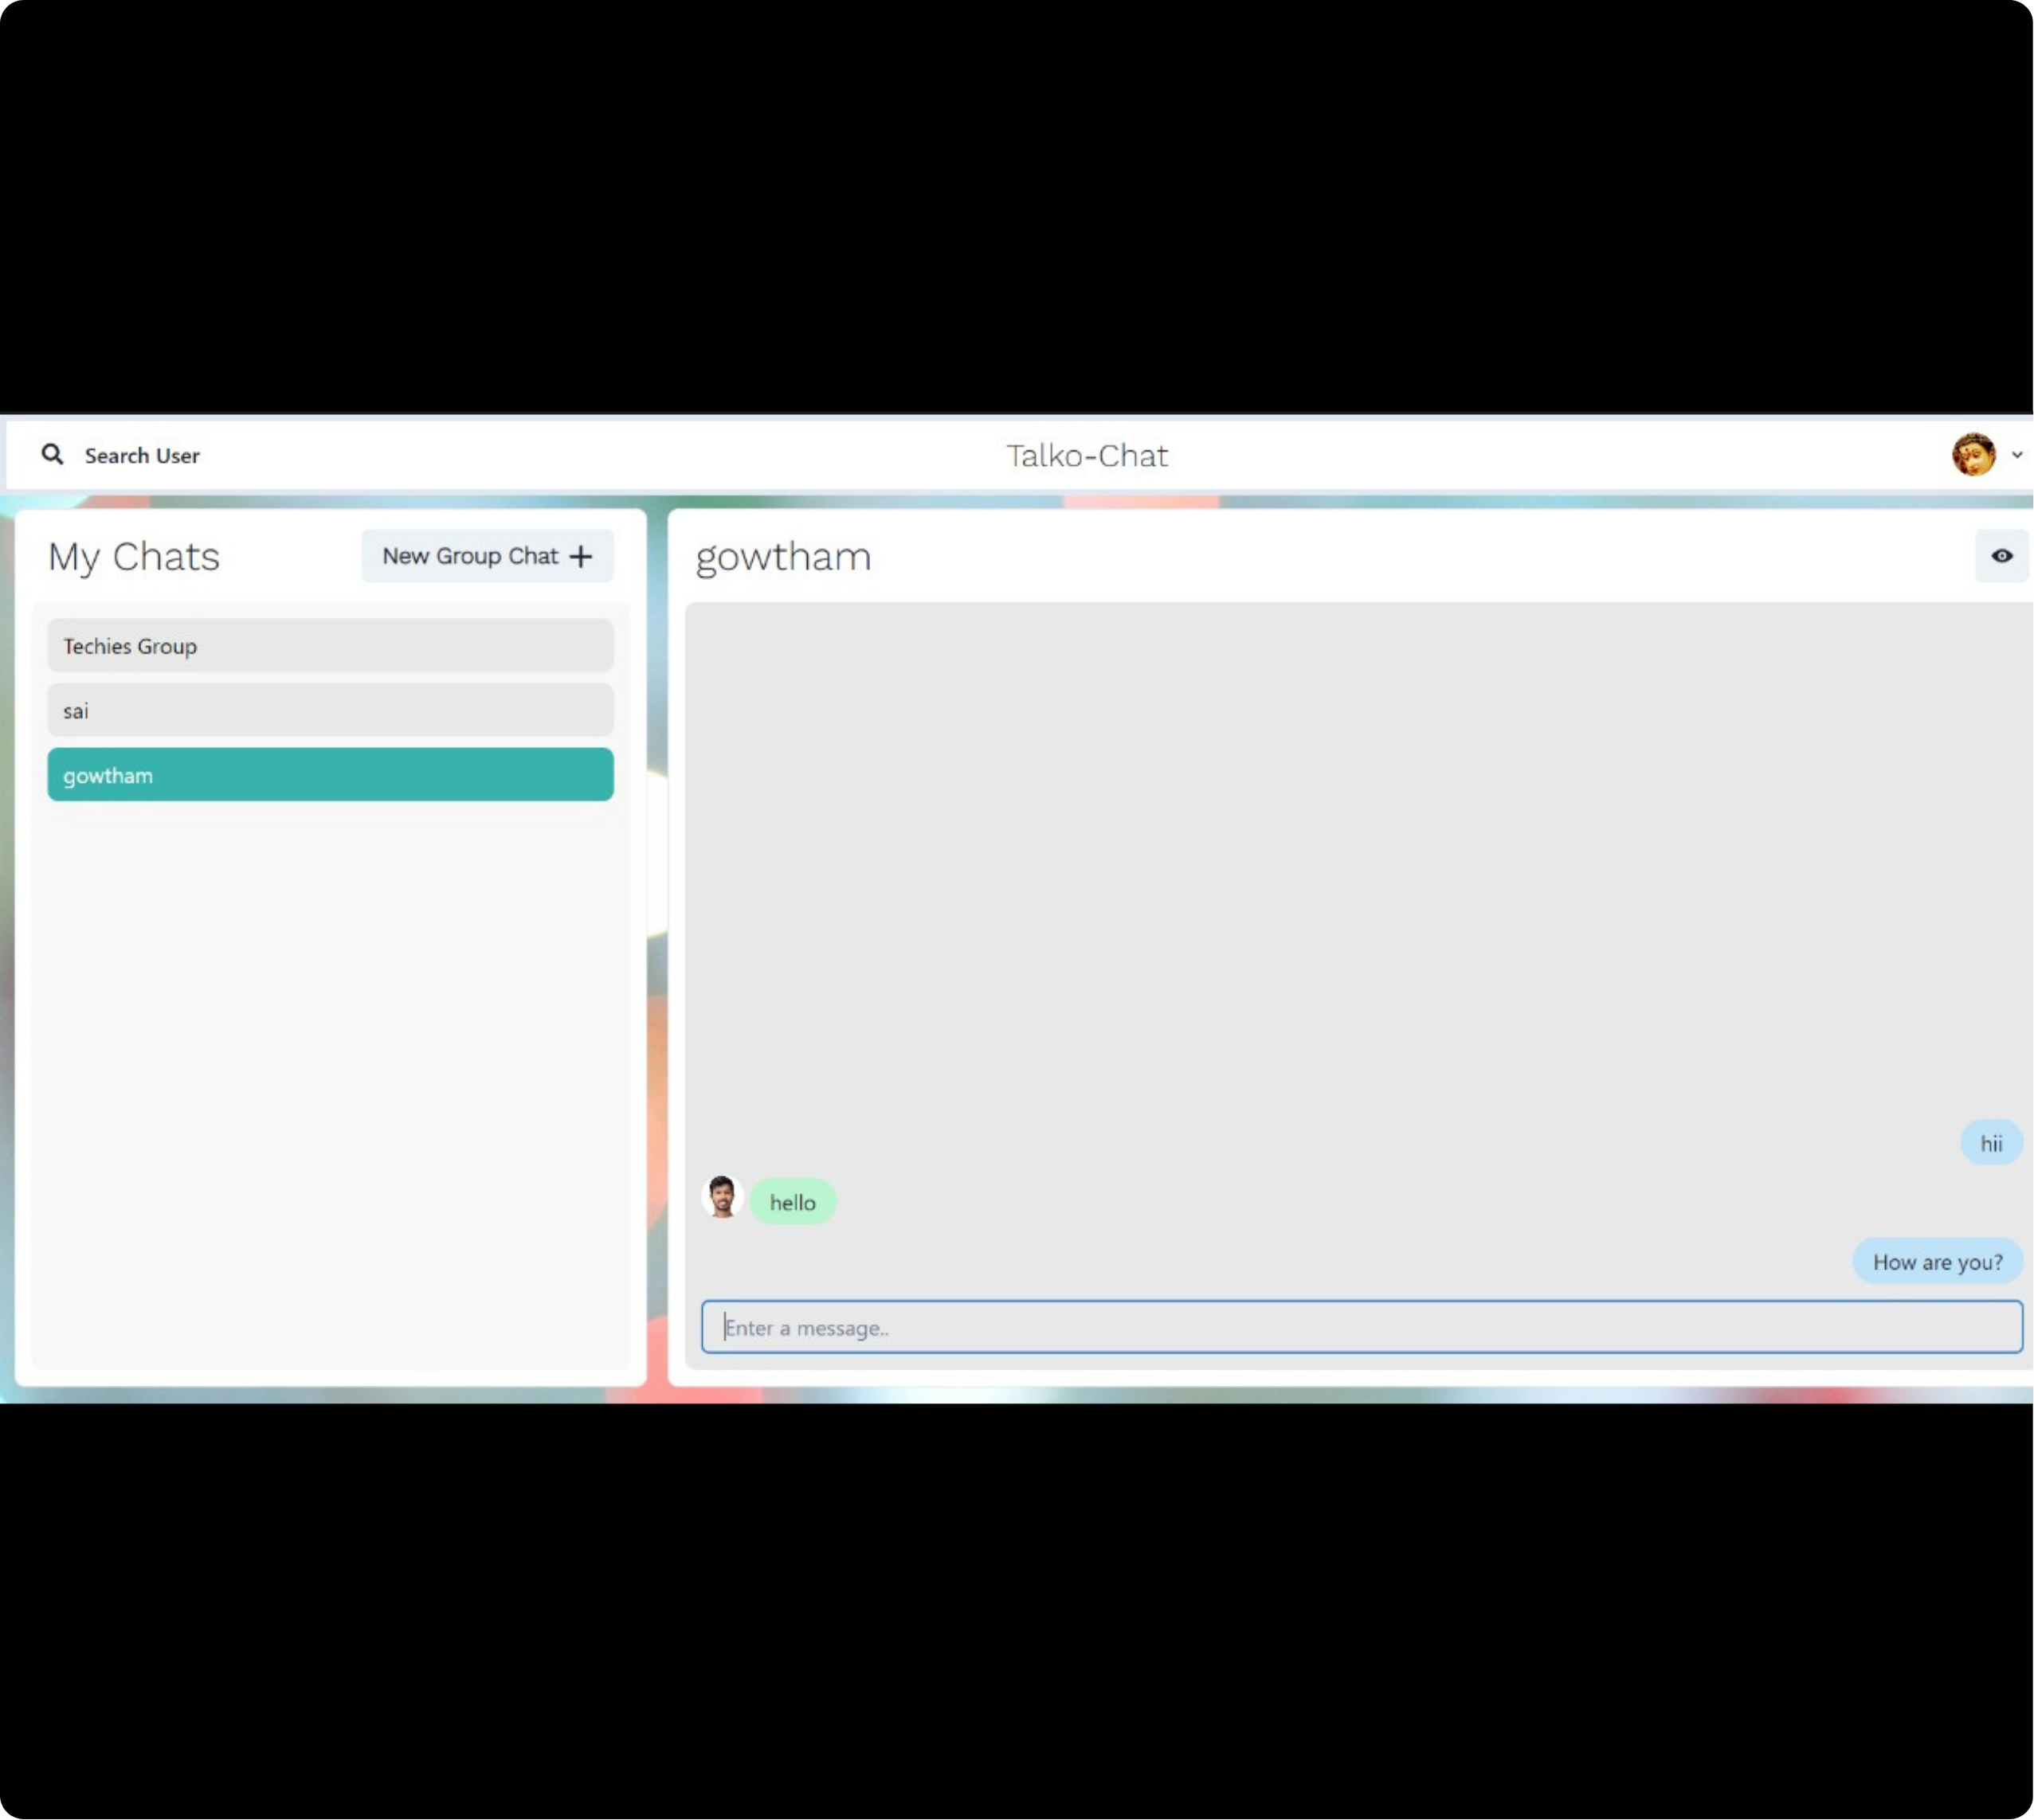 Search User
Talko-Chat
My Chats
New Group Chat
Techies Group
sai
gowtham
gowtham
hii
hello
How are you?
Enter a message..